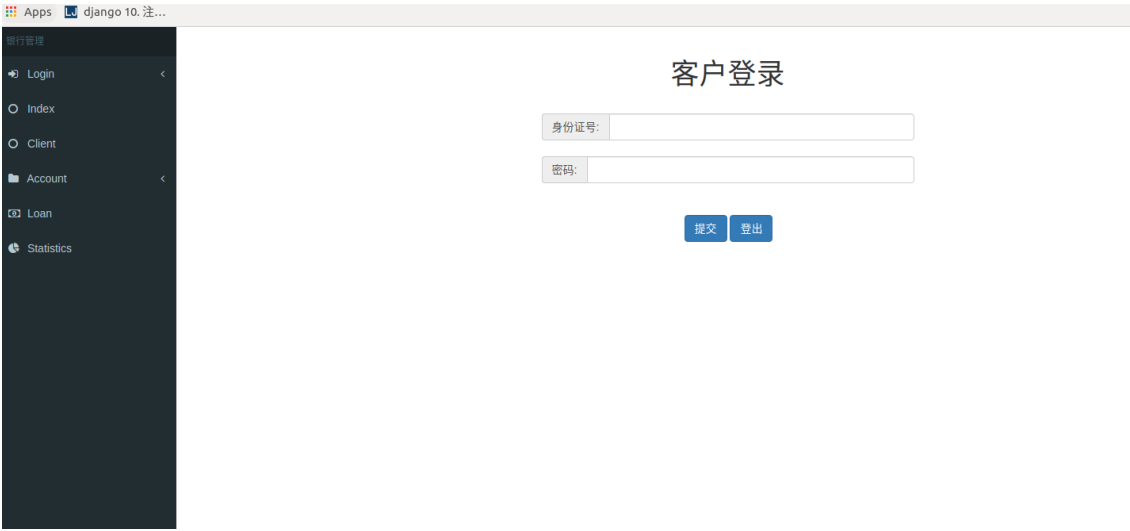 Apps LJ django 10. 注...
银行管理
Login
Index
Client
Account
Loan
Statistics
客户登录
身份证号:
密码:
提交 登出